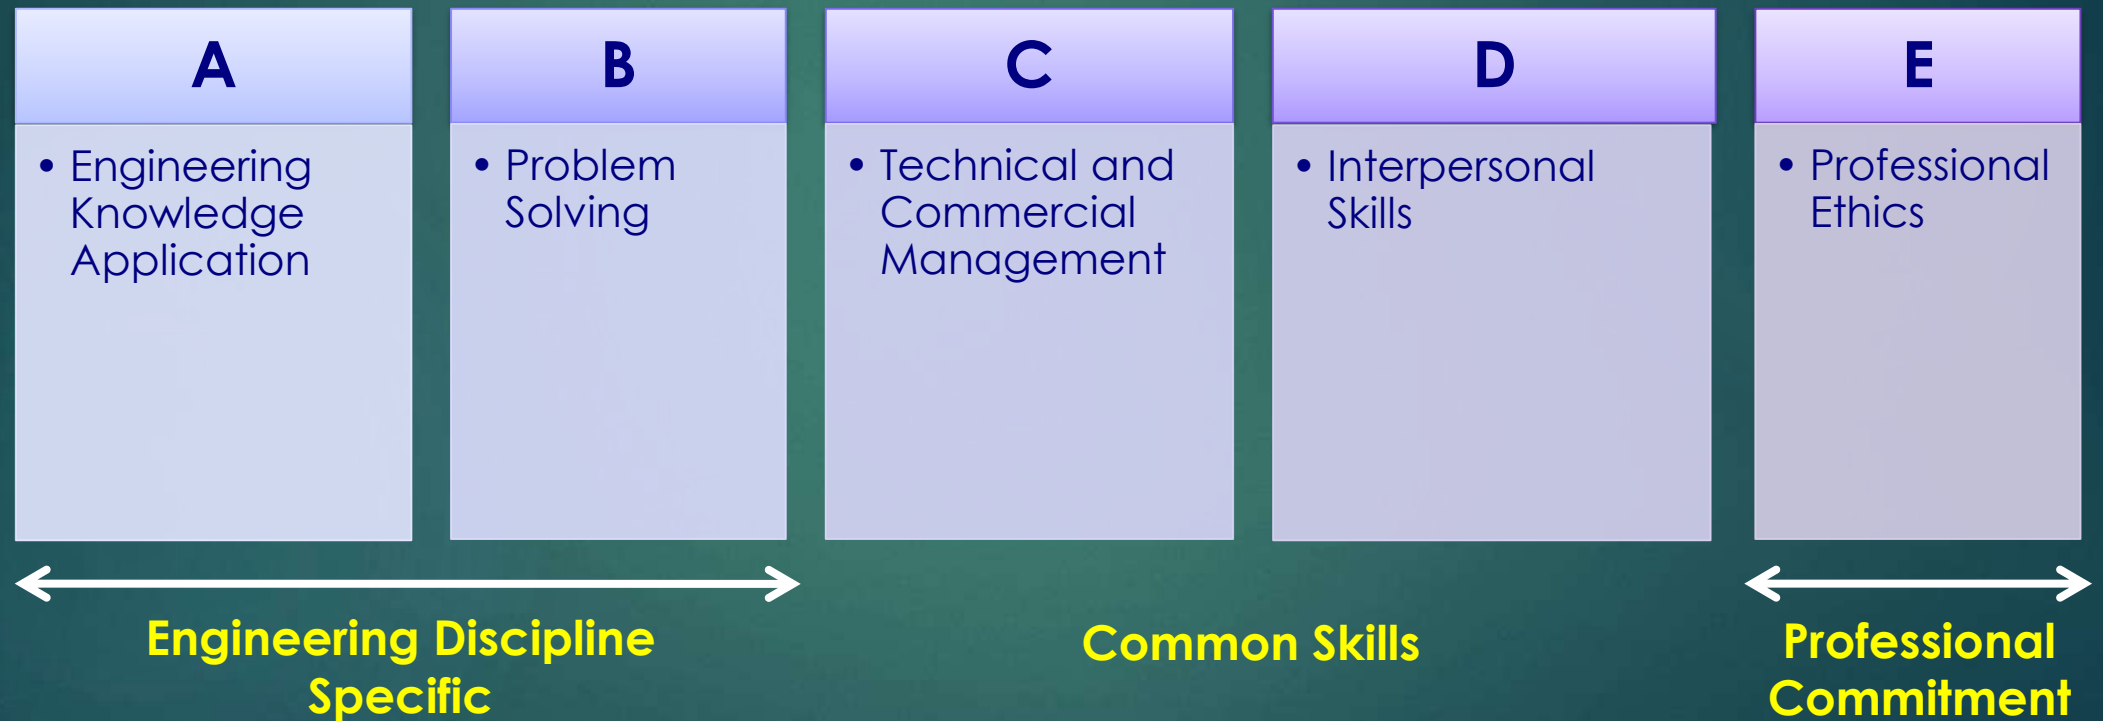 A
B
C
D
E
• Engineering
Knowledge
Application
• Problem
Solving
• Technical and
Commercial
Management
• Interpersonal
Skills
• Professional
Ethics
Engineering Discipline
Specific
Common Skills
Professional
Commitment